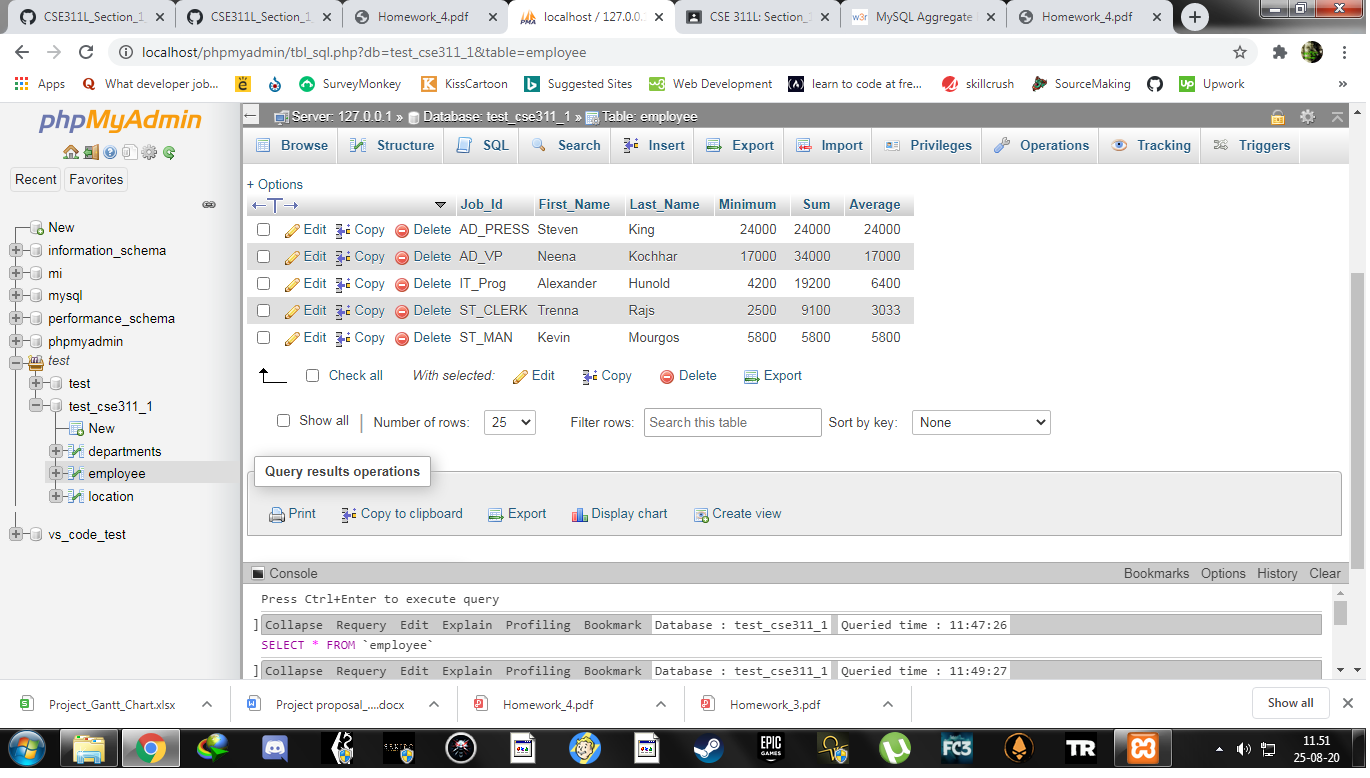 CSE311L_Section_1_
CSE311L_Section_1_
Homework_4.pdf
localhost / 127.0.0.
CSE 311L: Section_1
MySQL Aggregate
Homework_4.pdf
localhost/phpmyadmin/tbl_sql.php?db=test_cse311_1&table=employee
Apps
What developer job...
SurveyMonkey
KissCartoon
Suggested Sites
Web Development
learn to code at fre...
skillcrush
SourceMaking
Upwork
phpMyAdmin
Recent
Favorites
New
information_schema
mi
mysql
performance_schema
phpmyadmin
test
test
test_cse311_1
New
departments
employee
location
vs_code_test
Server: 127.0.0.1 » Database: test_cse311_1 » Table: employee
Browse Structure SQL Search Insert Export Import Privileges Operations Tracking Triggers
+ Options
Job_Id First_Name Last_Name Minimum Sum Average
Edit Copy Delete AD_PRESS Steven King 24000 24000 24000
Edit Copy Delete AD_VP Neena Kochhar 17000 34000 17000
Edit Copy Delete IT_Prog Alexander Hunold 4200 19200 6400
Edit Copy Delete ST_CLERK Trenna Rajs 2500 9100 3033
Edit Copy Delete ST_MAN Kevin Mourgos 5800 5800 5800
Check all With selected: Edit Copy Delete Export
Show all Number of rows: 25 Filter rows: Search this table Sort by key: None
Query results operations
Print Copy to clipboard Export Display chart Create view
Console Bookmarks Options History Clear
Press Ctrl+Enter to execute query
] Collapse Requery Edit Explain Profiling Bookmark Database : test_cse311_1 Queried time : 11:47:26
SELECT * FROM `employee`
] Collapse Requery Edit Explain Profiling Bookmark Database : test_cse311_1 Queried time : 11:49:27
Project_Gantt_Chart.xlsx
Project proposal_....docx
Homework_4.pdf
Homework_3.pdf
Show all
EPIC GAMES
FC3
TR
11.51
25-08-20